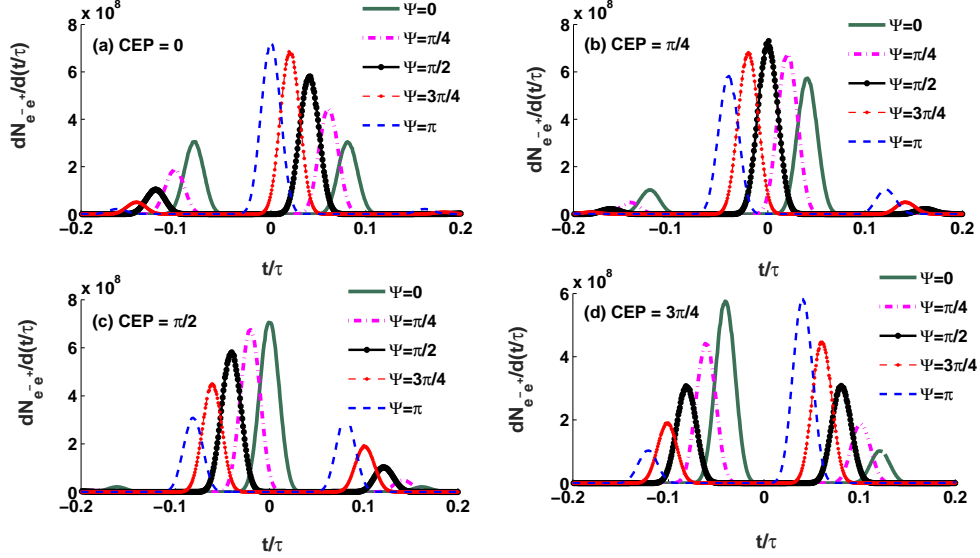 x 10^8
(a) CEP = 0
dN_{e^-e^+}/d(t/τ)
8
6
4
2
0
−0.2
−0.1
0
0.1
0.2
t/τ
Ψ=0
Ψ=π/4
Ψ=π/2
Ψ=3π/4
Ψ=π
x 10^8
(b) CEP = π/4
dN_{e^-e^+}/d(t/τ)
8
6
4
2
0
−0.2
−0.1
0
0.1
0.2
t/τ
Ψ=0
Ψ=π/4
Ψ=π/2
Ψ=3π/4
Ψ=π
x 10^8
(c) CEP = π/2
dN_{e^-e^+}/d(t/τ)
8
6
4
2
0
−0.2
−0.1
0
0.1
0.2
t/τ
Ψ=0
Ψ=π/4
Ψ=π/2
Ψ=3π/4
Ψ=π
x 10^8
(d) CEP = 3π/4
dN_{e^-e^+}/d(t/τ)
6
4
2
0
−0.2
−0.1
0
0.1
0.2
t/τ
Ψ=0
Ψ=π/4
Ψ=π/2
Ψ=3π/4
Ψ=π